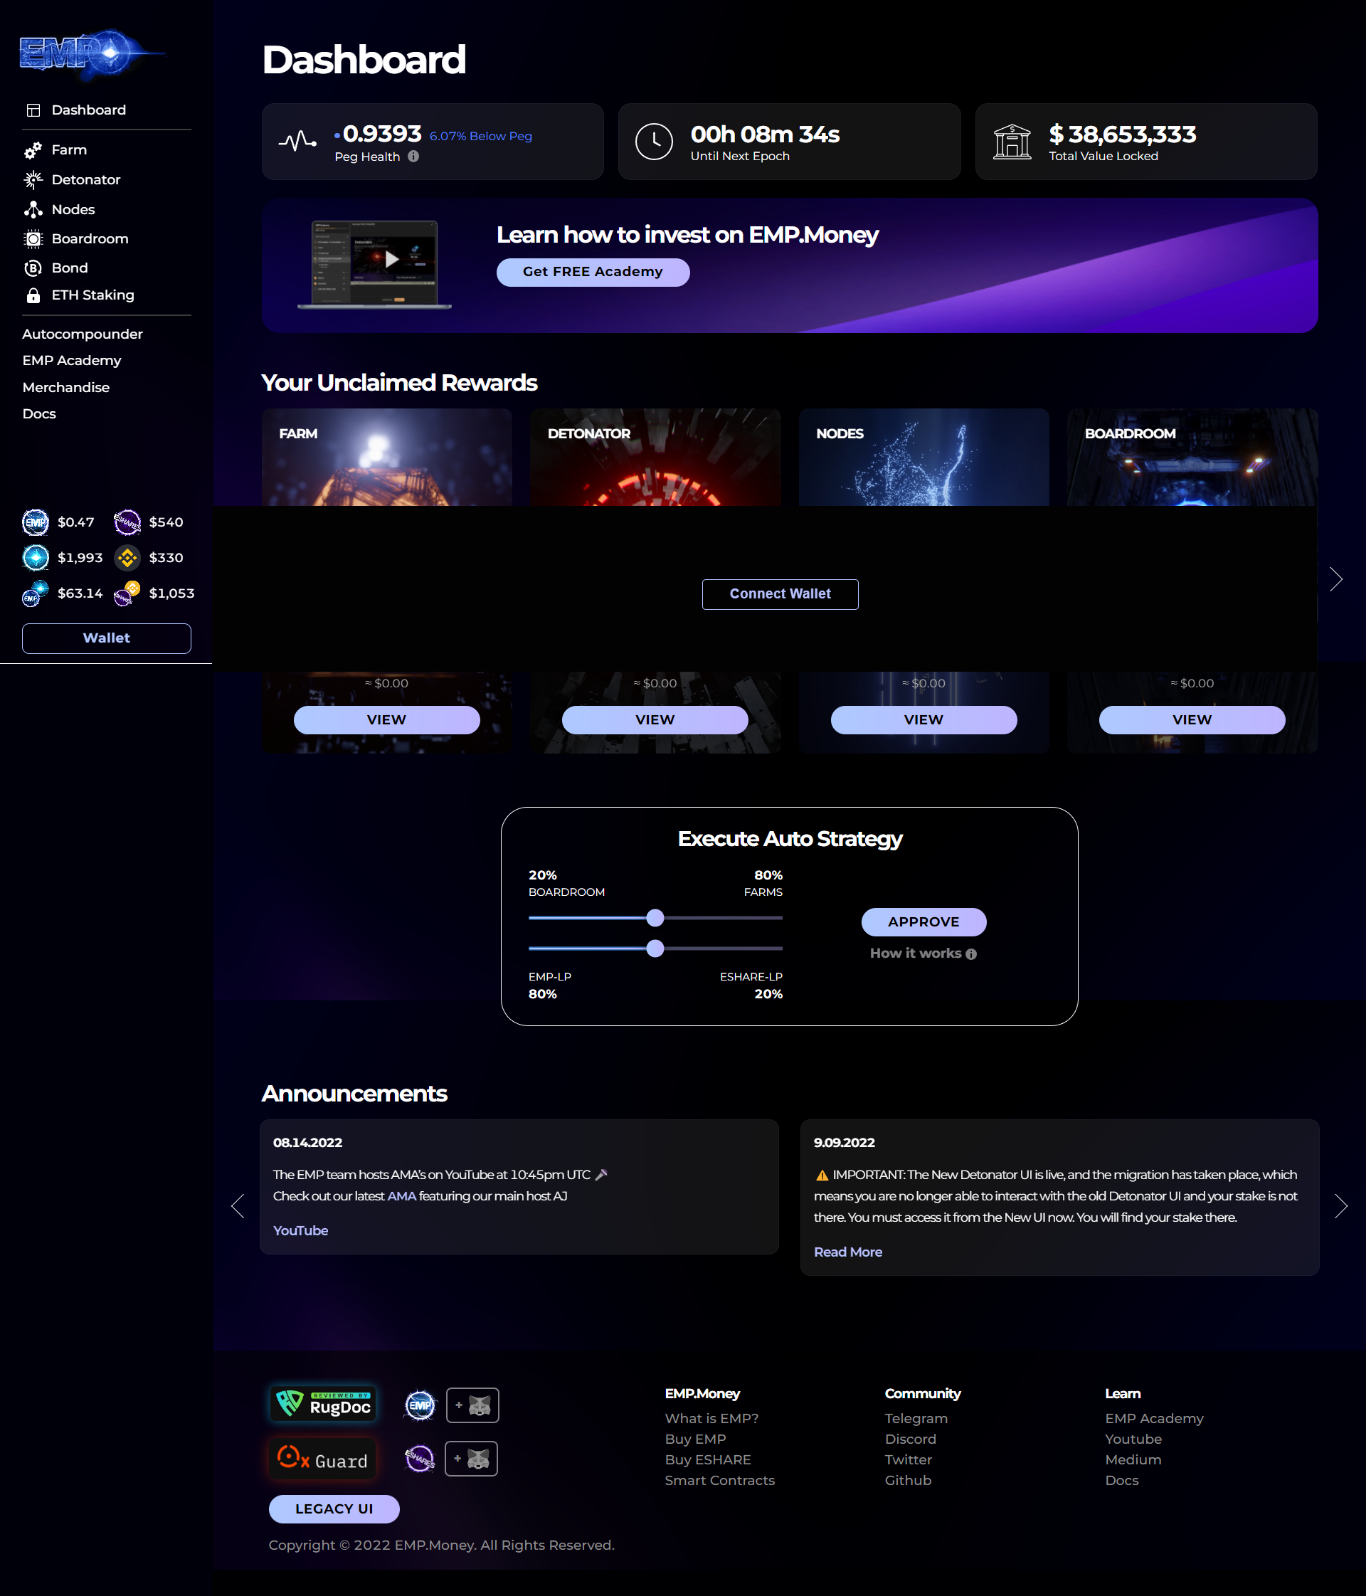 EMP
Dashboard
Farm
Detonator
Nodes
Boardroom
Bond
ETH Staking
Autocompounder
EMP Academy
Merchandise
Docs
$0.47 $540
$1,993 $330
$63.14 $1,053
Wallet
Dashboard
0.9393 6.07% Below Peg
Peg Health
00h 08m 34s
Until Next Epoch
$ 38,653,333
Total Value Locked
Learn how to invest on EMP.Money
Get FREE Academy
Your Unclaimed Rewards
FARM
DETONATOR
NODES
BOARDROOM
Connect Wallet
≈ $0.00
≈ $0.00
≈ $0.00
≈ $0.00
VIEW
VIEW
VIEW
VIEW
Execute Auto Strategy
20% 80%
BOARDROOM FARMS
EMP-LP ESHARE-LP
80% 20%
APPROVE
How it works
Announcements
08.14.2022
The EMP team hosts AMA's on YouTube at 10:45pm UTC 🎤
Check out our latest AMA featuring our main host AJ
YouTube
9.09.2022
⚠️ IMPORTANT: The New Detonator UI is live, and the migration has taken place, which
means you are no longer able to interact with the old Detonator UI and your stake is not
there. You must access it from the New UI now. You will find your stake there.
Read More
REVIEWED BY
RugDoc
EMP +
0x Guard
ESHARES +
LEGACY UI
EMP.Money
What is EMP?
Buy EMP
Buy ESHARE
Smart Contracts
Community
Telegram
Discord
Twitter
Github
Learn
EMP Academy
Youtube
Medium
Docs
Copyright © 2022 EMP.Money. All Rights Reserved.